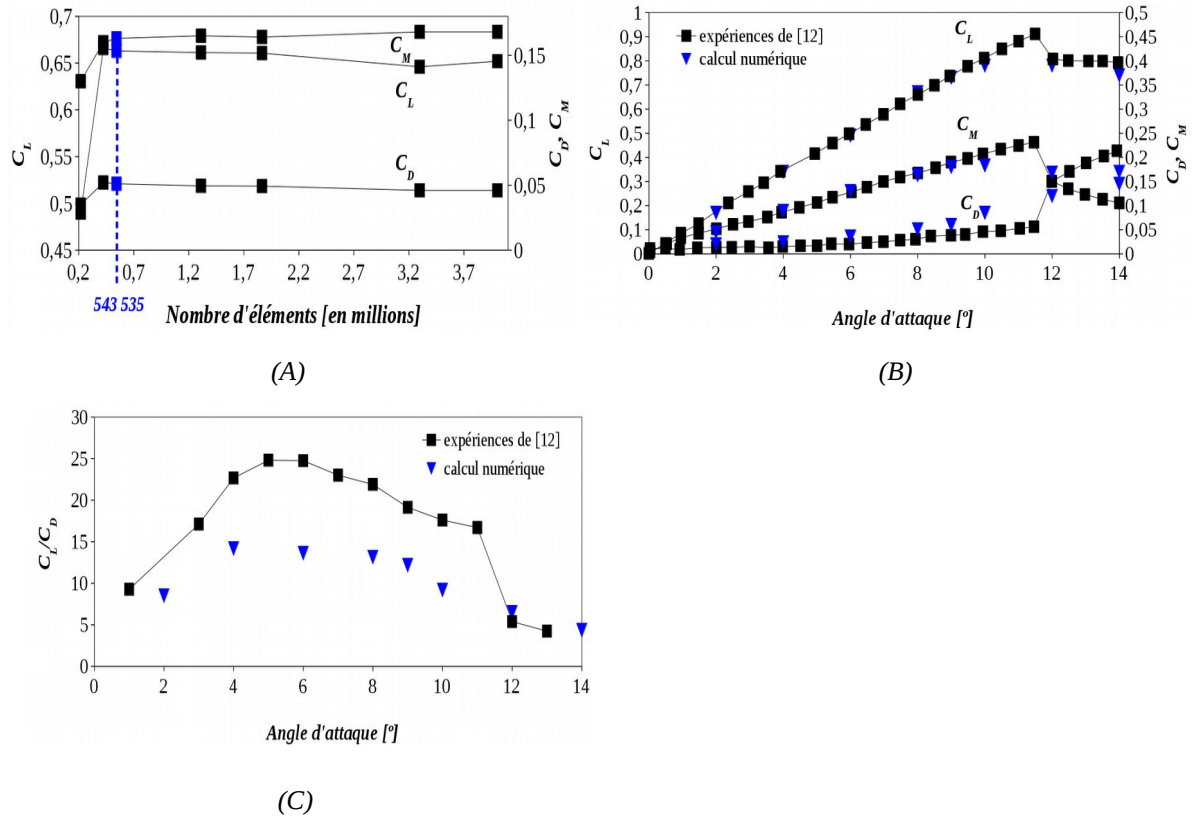 0,7
0,65
0,6
0,55
0,5
0,45
C_L
0,15
0,1
0,05
0
C_D, C_M
C_M
C_L
C_D
0,2 0,7 1,2 1,7 2,2 2,7 3,2 3,7
543 535
Nombre d'éléments [en millions]
(A)
1
0,9
0,8
0,7
0,6
0,5
0,4
0,3
0,2
0,1
0
C_L
0,5
0,45
0,4
0,35
0,3
0,25
0,2
0,15
0,1
0,05
0
C_D, C_M
expériences de [12]
calcul numérique
C_L
C_M
C_D
0 2 4 6 8 10 12 14
Angle d'attaque [º]
(B)
30
25
20
15
10
5
0
C_L/C_D
expériences de [12]
calcul numérique
0 2 4 6 8 10 12 14
Angle d'attaque [º]
(C)